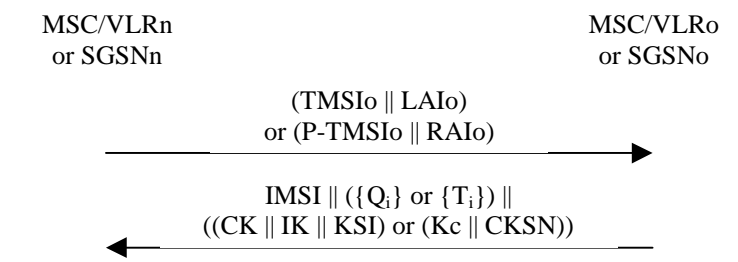 MSC/VLRn
or SGSNn
MSC/VLRo
or SGSNo
(TMSIo || LAIo)
or (P-TMSIo || RAIo)
IMSI || ({Qi} or {Ti}) ||
((CK || IK || KSI) or (Kc || CKSN))